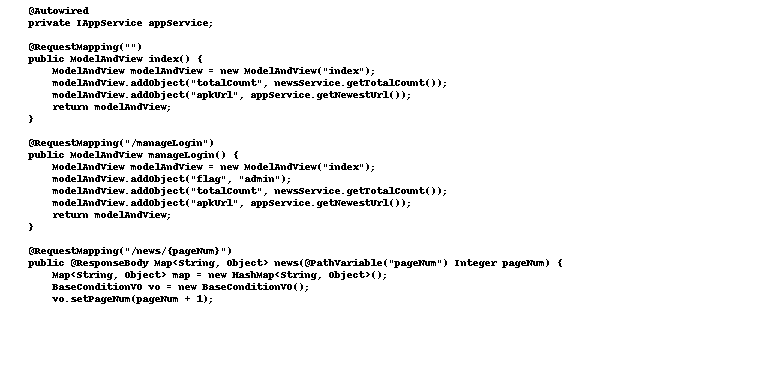 @Autowired
private IAppService appService;
@RequestMapping("")
public ModelAndView index() {
ModelAndView modelAndView = new ModelAndView("index");
modelAndView.addObject("totalCount", newsService.getTotalCount());
modelAndView.addObject("apkUrl", appService.getNewestUrl());
return modelAndView;
}
@RequestMapping("/manageLogin")
public ModelAndView manageLogin() {
ModelAndView modelAndView = new ModelAndView("index");
modelAndView.addObject("flag", "admin");
modelAndView.addObject("totalCount", newsService.getTotalCount());
modelAndView.addObject("apkUrl", appService.getNewestUrl());
return modelAndView;
}
@RequestMapping("/news/{pageNum}")
public @ResponseBody Map<String, Object> news(@PathVariable("pageNum") Integer pageNum) {
Map<String, Object> map = new HashMap<String, Object>();
BaseConditionVO vo = new BaseConditionVO();
vo.setPageNum(pageNum + 1);